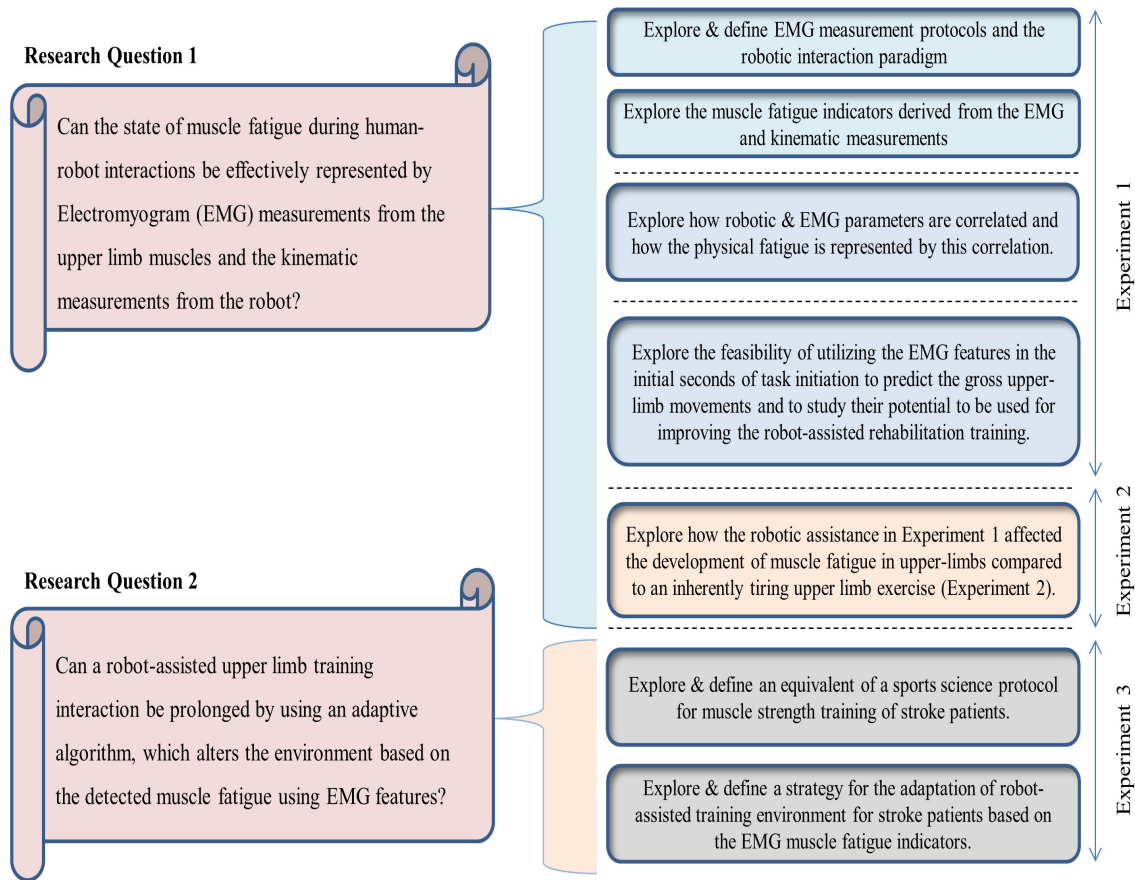 Research Question 1
Can the state of muscle fatigue during human-
robot interactions be effectively represented by
Electromyogram (EMG) measurements from the
upper limb muscles and the kinematic
measurements from the robot?
Explore & define EMG measurement protocols and the
robotic interaction paradigm
Explore the muscle fatigue indicators derived from the EMG
and kinematic measurements
Explore how robotic & EMG parameters are correlated and
how the physical fatigue is represented by this correlation.
Explore the feasibility of utilizing the EMG features in the
initial seconds of task initiation to predict the gross upper-
limb movements and to study their potential to be used for
improving the robot-assisted rehabilitation training.
Experiment 1
Explore how the robotic assistance in Experiment 1 affected
the development of muscle fatigue in upper-limbs compared
to an inherently tiring upper limb exercise (Experiment 2).
Experiment 2
Research Question 2
Can a robot-assisted upper limb training
interaction be prolonged by using an adaptive
algorithm, which alters the environment based on
the detected muscle fatigue using EMG features?
Explore & define an equivalent of a sports science protocol
for muscle strength training of stroke patients.
Explore & define a strategy for the adaptation of robot-
assisted training environment for stroke patients based on
the EMG muscle fatigue indicators.
Experiment 3